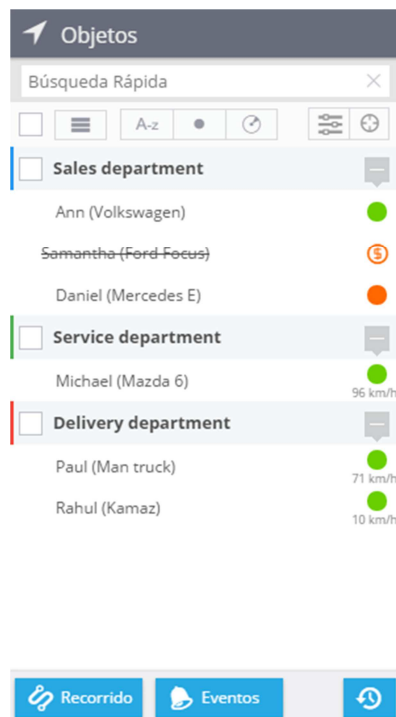 Objetos
Búsqueda Rápida
A-z
Sales department
Ann (Volkswagen)
Samantha (Ford Focus)
Daniel (Mercedes E)
Service department
Michael (Mazda 6)
96 km/h
Delivery department
Paul (Man truck)
71 km/h
Rahul (Kamaz)
10 km/h
Recorrido Eventos